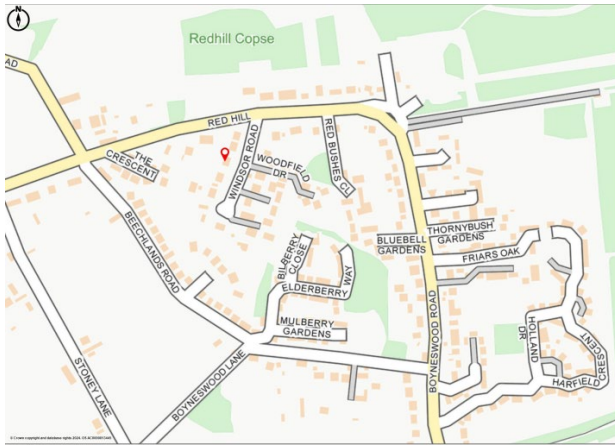 N
Redhill Copse
AD
RED HILL
THE
CRESCENT
WINDSOR ROAD
WOODFIELD
DR
RED BUSHES CL
BEECHLANDS ROAD
BILBERRY
CLOSE
ELDERBERRY
WAY
BLUEBELL
GARDENS
THORNYBUSH
GARDENS
FRIARS OAK
MULBERRY
GARDENS
BOYNESWOOD ROAD
HOLLAND
DR
HARFIELD
CRESCENT
STONEY LANE
BOYNESWOOD LANE